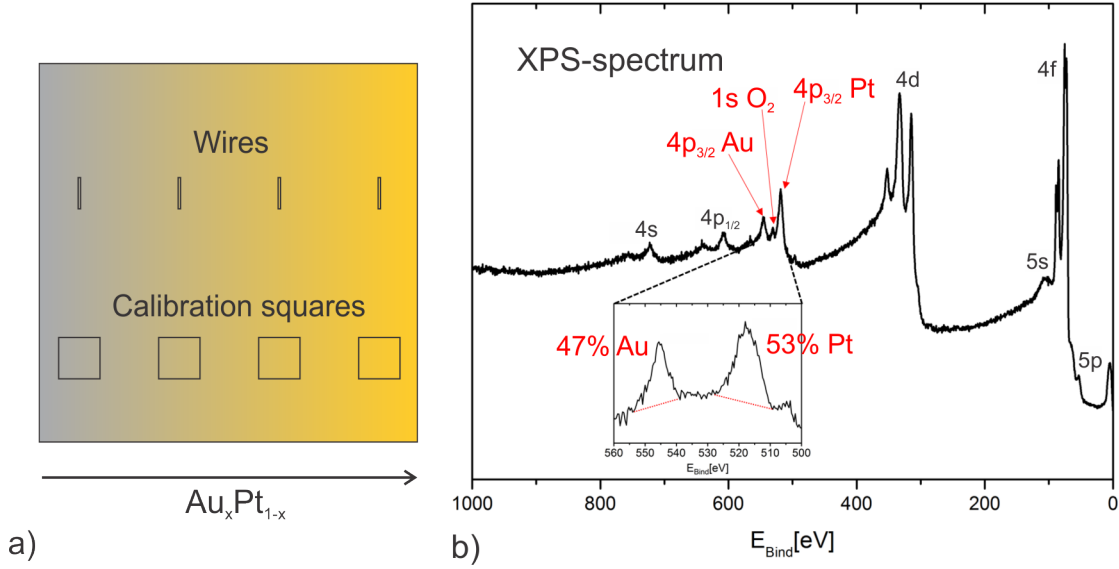 Wires
Calibration squares
AuₓPt₁₋ₓ
a)
XPS-spectrum
4p₃/₂ Au
1s O₂
4p₃/₂ Pt
4s
4p₁/₂
4d
4f
5s
5p
47% Au
53% Pt
560 550 540 530 520 510 500
E_Bind[eV]
1000 800 600 400 200 0
E_Bind[eV]
b)